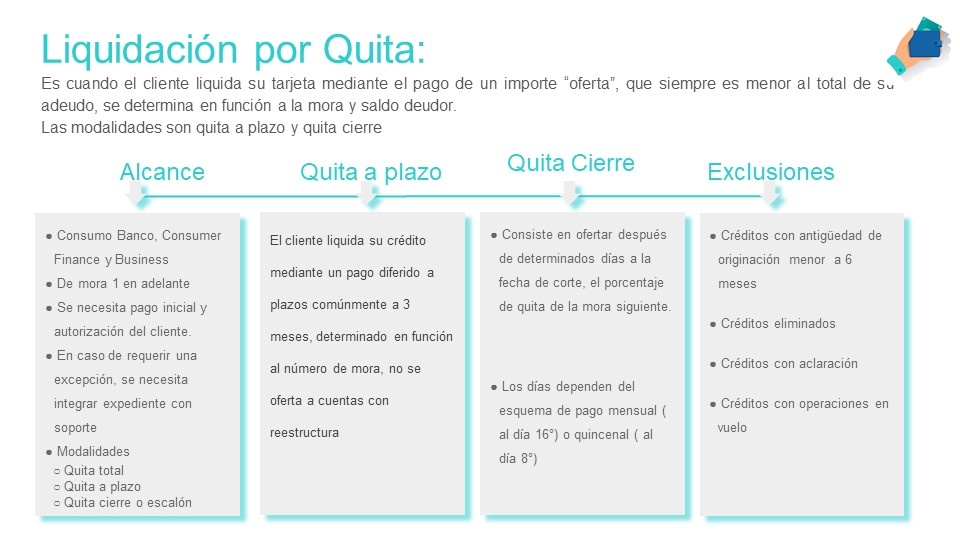 Liquidación por Quita:
Es cuando el cliente liquida su tarjeta mediante el pago de un importe “oferta”, que siempre es menor al total de su
adeudo, se determina en función a la mora y saldo deudor.
Las modalidades son quita a plazo y quita cierre
Alcance
● Consumo Banco, Consumer
Finance y Business
● De mora 1 en adelante
● Se necesita pago inicial y
autorización del cliente.
● En caso de requerir una
excepción, se necesita
integrar expediente con
soporte
● Modalidades
○ Quita total
○ Quita a plazo
○ Quita cierre o escalón
Quita a plazo
El cliente liquida su crédito
mediante un pago diferido a
plazos comúnmente a 3
meses, determinado en función
al número de mora, no se
oferta a cuentas con
reestructura
Quita Cierre
● Consiste en ofertar después
de determinados días a la
fecha de corte, el porcentaje
de quita de la mora siguiente.
● Los días dependen del
esquema de pago mensual (
al día 16°) o quincenal ( al
día 8°)
Exclusiones
● Créditos con antigüedad de
originación menor a 6
meses
● Créditos eliminados
● Créditos con aclaración
● Créditos con operaciones en
vuelo